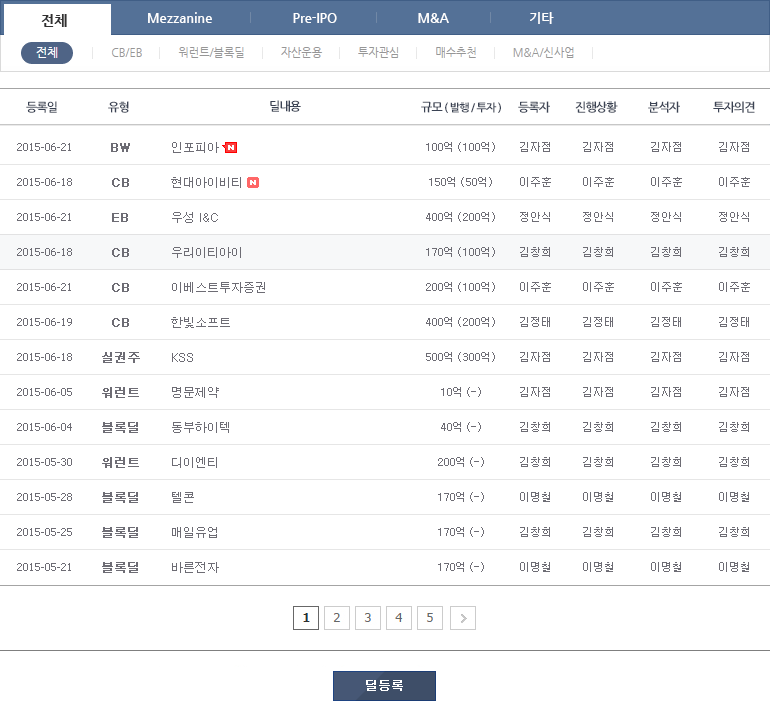 전체 Mezzanine Pre-IPO M&A 기타
전체 CB/EB 워런트/블록딜 자산운용 투자관심 매수추천 M&A/신사업
등록일 유형 딜내용 규모 ( 발행 / 투자 ) 등록자 진행상황 분석자 투자의견
2015-06-21 BW 인포피아 N 100억 (100억) 김자점 김자점 김자점 김자점
2015-06-18 CB 현대아이비티 N 150억 (50억) 이주훈 이주훈 이주훈 이주훈
2015-06-21 EB 우성 I&C 400억 (200억) 정안식 정안식 정안식 정안식
2015-06-18 CB 우리이티아이 170억 (100억) 김창희 김창희 김창희 김창희
2015-06-21 CB 이베스트투자증권 200억 (100억) 이주훈 이주훈 이주훈 이주훈
2015-06-19 CB 한빛소프트 400억 (200억) 김정태 김정태 김정태 김정태
2015-06-18 실권주 KSS 500억 (300억) 김자점 김자점 김자점 김자점
2015-06-05 워런트 명문제약 10억 (-) 김자점 김자점 김자점 김자점
2015-06-04 블록딜 동부하이텍 40억 (-) 김창희 김창희 김창희 김창희
2015-05-30 워런트 디이엔티 200억 (-) 김창희 김창희 김창희 김창희
2015-05-28 블록딜 텔콘 170억 (-) 이명철 이명철 이명철 이명철
2015-05-25 블록딜 매일유업 170억 (-) 김창희 김창희 김창희 김창희
2015-05-21 블록딜 바른전자 170억 (-) 이명철 이명철 이명철 이명철
1 2 3 4 5 >
딜등록